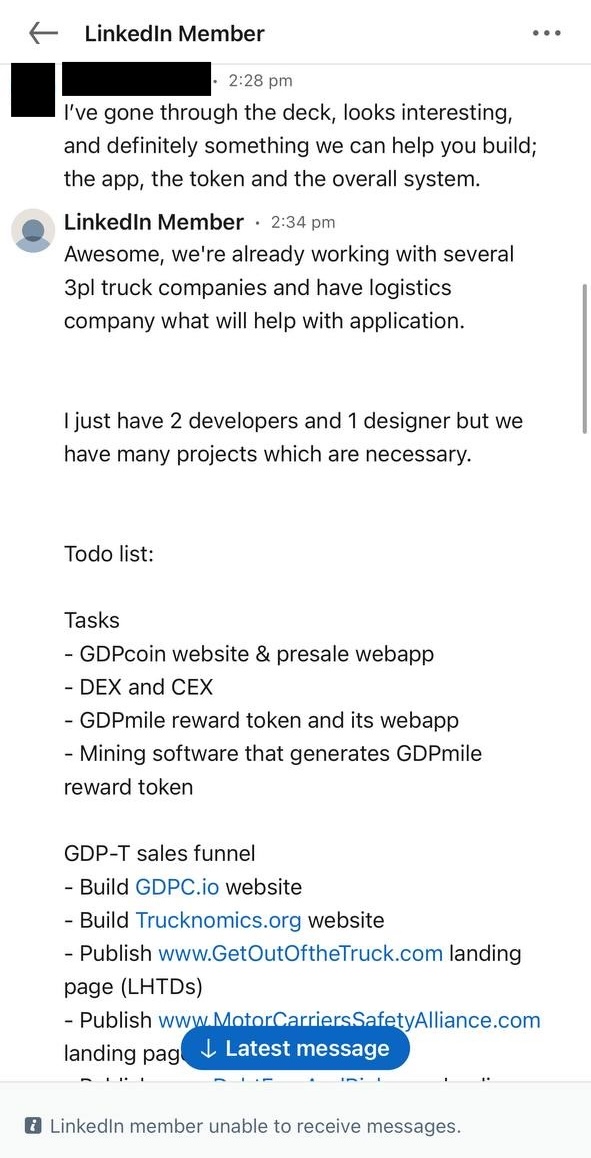 LinkedIn Member
· 2:28 pm
I’ve gone through the deck, looks interesting,
and definitely something we can help you build;
the app, the token and the overall system.
LinkedIn Member · 2:34 pm
Awesome, we're already working with several
3pl truck companies and have logistics
company what will help with application.
I just have 2 developers and 1 designer but we
have many projects which are necessary.
Todo list:
Tasks
- GDPcoin website & presale webapp
- DEX and CEX
- GDPmile reward token and its webapp
- Mining software that generates GDPmile
reward token
GDP-T sales funnel
- Build GDPC.io website
- Build Trucknomics.org website
- Publish www.GetOutOftheTruck.com landing
page (LHTDs)
- Publish www.MotorCarriersSafetyAlliance.com
landing pag
↓ Latest message
LinkedIn member unable to receive messages.